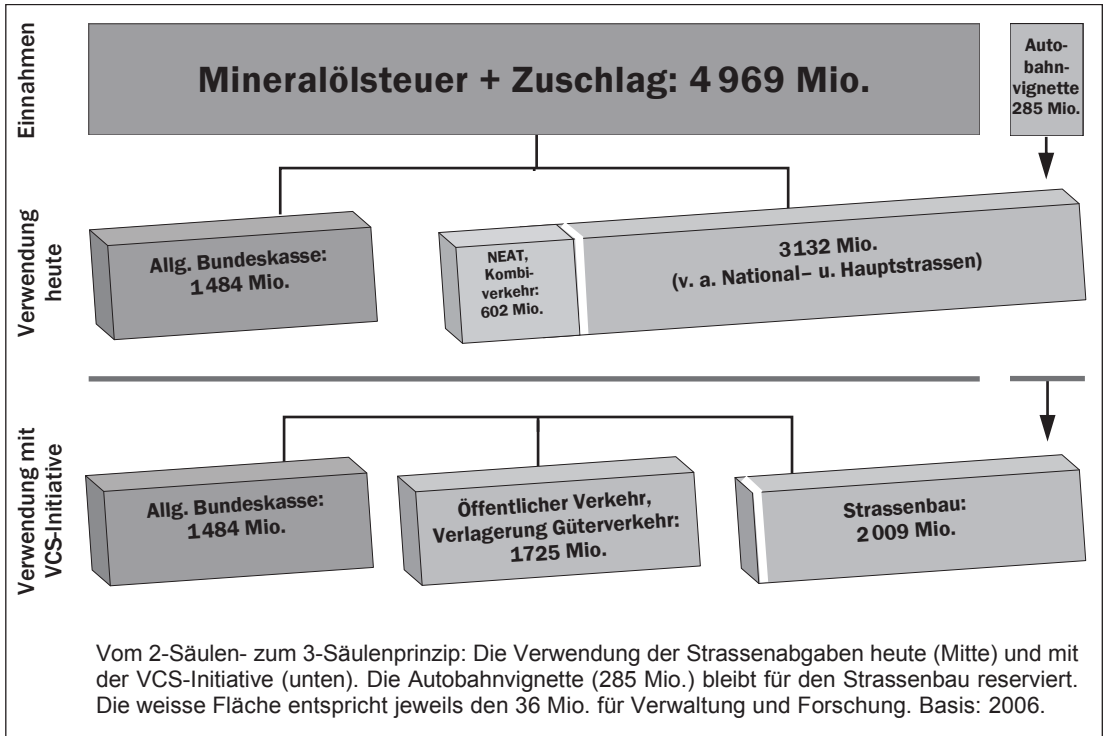 Einnahmen
Mineralölsteuer + Zuschlag: 4 969 Mio.
Auto-
bahn-
vignette
285 Mio.
Verwendung
heute
Allg. Bundeskasse:
1 484 Mio.
NEAT,
Kombi-
verkehr:
602 Mio.
3 132 Mio.
(v. a. National– u. Hauptstrassen)
Verwendung mit
VCS-Initiative
Allg. Bundeskasse:
1 484 Mio.
Öffentlicher Verkehr,
Verlagerung Güterverkehr:
1725 Mio.
Strassenbau:
2 009 Mio.
Vom 2-Säulen- zum 3-Säulenprinzip: Die Verwendung der Strassenabgaben heute (Mitte) und mit
der VCS-Initiative (unten). Die Autobahnvignette (285 Mio.) bleibt für den Strassenbau reserviert.
Die weisse Fläche entspricht jeweils den 36 Mio. für Verwaltung und Forschung. Basis: 2006.